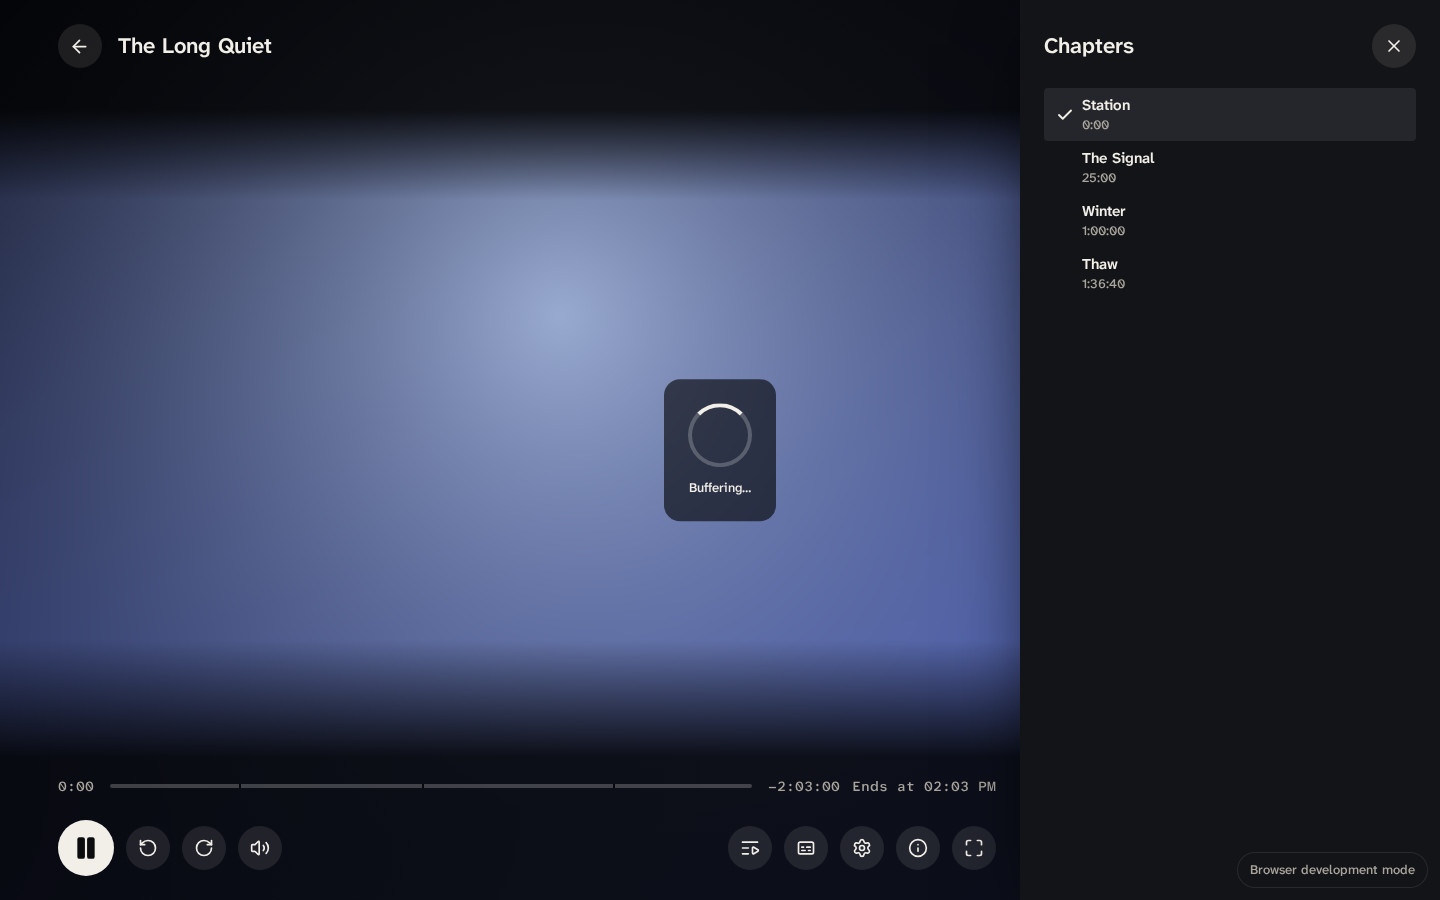 The Long Quiet
Chapters
Station
0:00
The Signal
25:00
Winter
1:00:00
Thaw
1:36:40
Buffering...
0:00
-2:03:00 Ends at 02:03 PM
Browser development mode